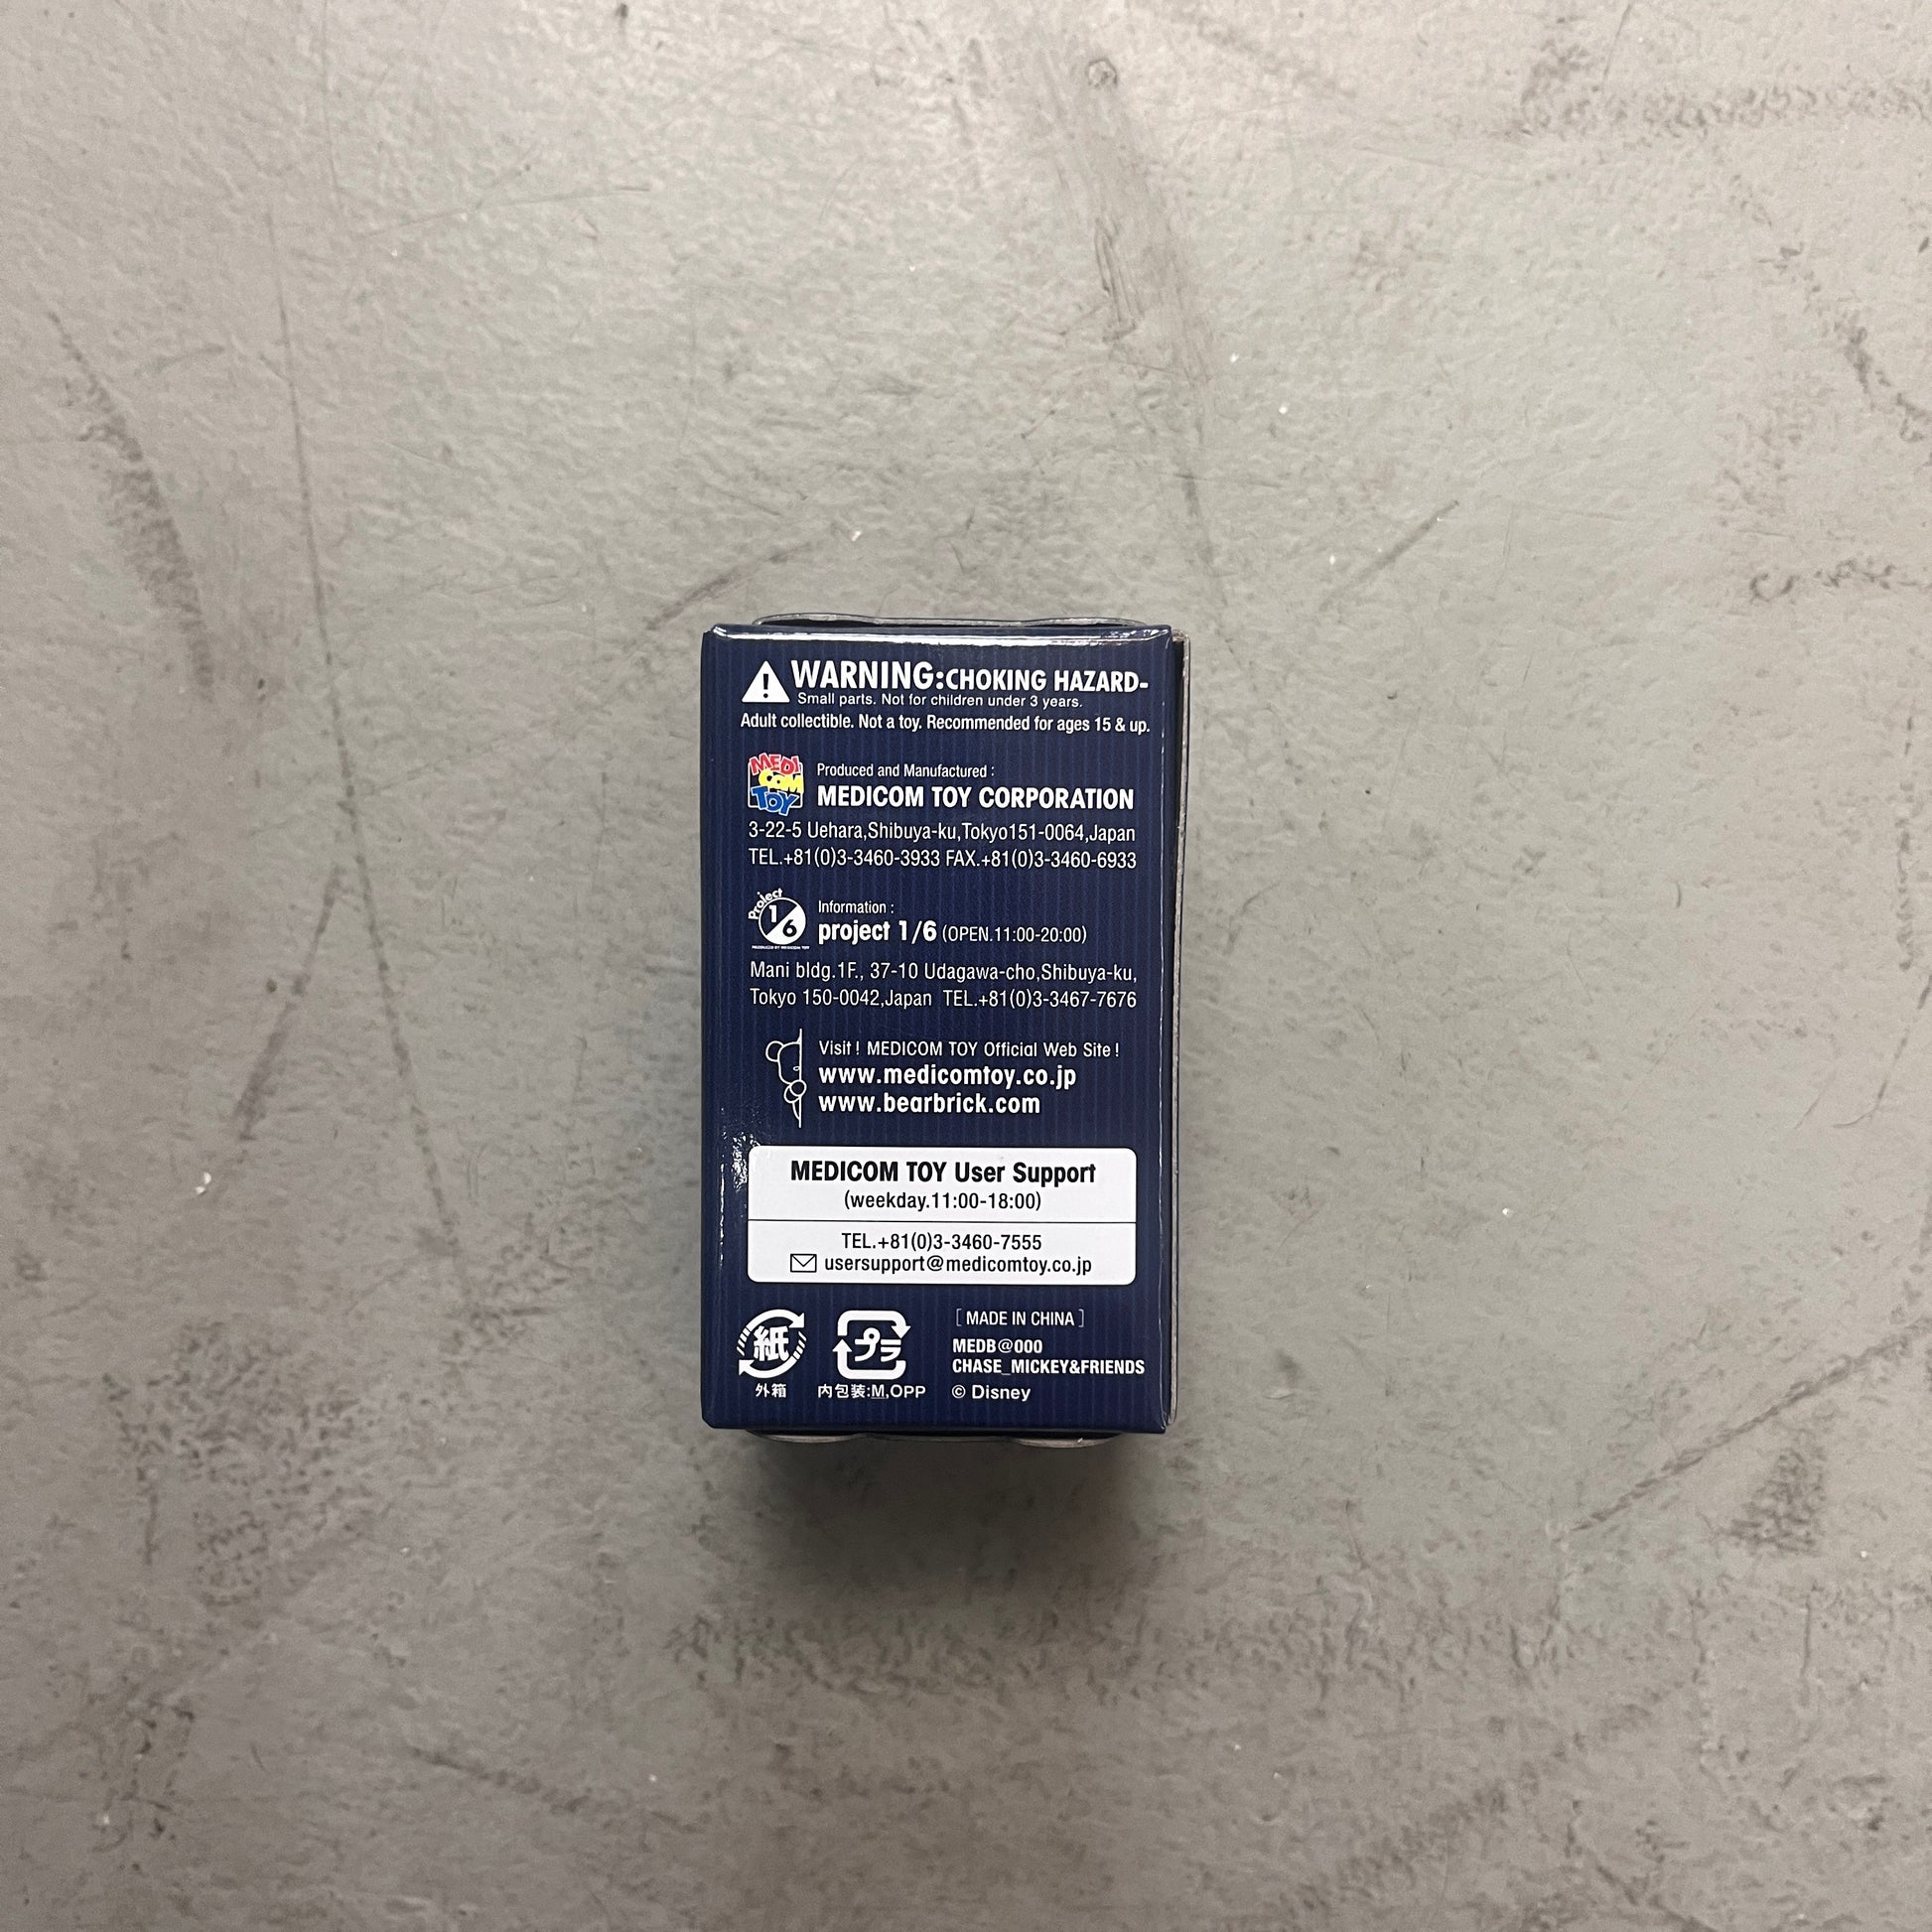 WARNING:CHOKING HAZARD-
Small parts. Not for children under 3 years.
Adult collectible. Not a toy. Recommended for ages 15 & up.
MEDI
COM
TOY
Produced and Manufactured :
MEDICOM TOY CORPORATION
3-22-5 Uehara,Shibuya-ku,Tokyo151-0064,Japan
TEL.+81(0)3-3460-3933 FAX.+81(0)3-3460-6933
Project
1/6
PRODUCED BY MEDICOM TOY
Information :
project 1/6 (OPEN.11:00-20:00)
Mani bldg.1F., 37-10 Udagawa-cho,Shibuya-ku,
Tokyo 150-0042,Japan TEL.+81(0)3-3467-7676
Visit ! MEDICOM TOY Official Web Site !
www.medicomtoy.co.jp
www.bearbrick.com
MEDICOM TOY User Support
(weekday.11:00-18:00)
TEL.+81(0)3-3460-7555
usersupport@medicomtoy.co.jp
紙
外箱
プラ
内包装:M,OPP
[ MADE IN CHINA ]
MEDB@000
CHASE_MICKEY&FRIENDS
© Disney